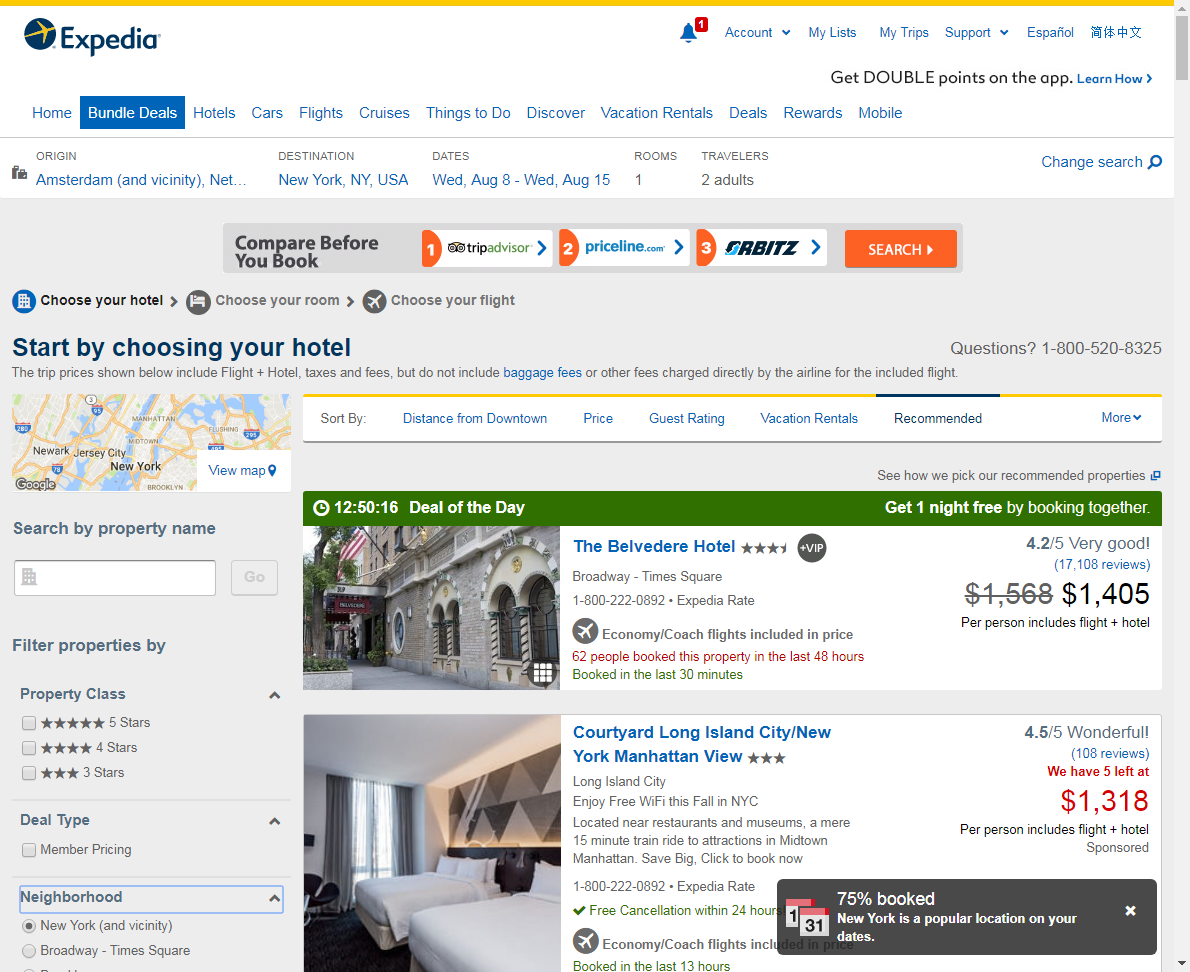 Expedia
1
Account
My Lists
My Trips
Support
Español
简体中文
Get DOUBLE points on the app. Learn How
Home
Bundle Deals
Hotels
Cars
Flights
Cruises
Things to Do
Discover
Vacation Rentals
Deals
Rewards
Mobile
ORIGIN
Amsterdam (and vicinity), Net...
DESTINATION
New York, NY, USA
DATES
Wed, Aug 8 - Wed, Aug 15
ROOMS
1
TRAVELERS
2 adults
Change search
Compare Before
You Book
1 tripadvisor
2 priceline.com
3 ORBITZ
SEARCH
Choose your hotel
Choose your room
Choose your flight
Start by choosing your hotel
Questions? 1-800-520-8325
The trip prices shown below include Flight + Hotel, taxes and fees, but do not include baggage fees or other fees charged directly by the airline for the included flight.
3
95
MANHATTAN
280
FLUSHING
MIDTOWN
295
Newark
Jersey City
495
New York
78
BROOKLYN
Google
View map
Sort By:
Distance from Downtown
Price
Guest Rating
Vacation Rentals
Recommended
More
See how we pick our recommended properties
Search by property name
Go
Filter properties by
Property Class
5 Stars
4 Stars
3 Stars
Deal Type
Member Pricing
Neighborhood
New York (and vicinity)
Broadway - Times Square
12:50:16 Deal of the Day
Get 1 night free by booking together.
319
BELVEDERE
The Belvedere Hotel
+VIP
Broadway - Times Square
1-800-222-0892 • Expedia Rate
Economy/Coach flights included in price
62 people booked this property in the last 48 hours
Booked in the last 30 minutes
4.2/5 Very good!
(17,108 reviews)
$1,568 $1,405
Per person includes flight + hotel
Courtyard Long Island City/New
York Manhattan View
Long Island City
Enjoy Free WiFi this Fall in NYC
Located near restaurants and museums, a mere
15 minute train ride to attractions in Midtown
Manhattan. Save Big, Click to book now
1-800-222-0892 • Expedia Rate
Free Cancellation within 24 hours
Economy/Coach flights included in price
Booked in the last 13 hours
4.5/5 Wonderful!
(108 reviews)
We have 5 left at
$1,318
Per person includes flight + hotel
Sponsored
1
31
75% booked
New York is a popular location on your
dates.